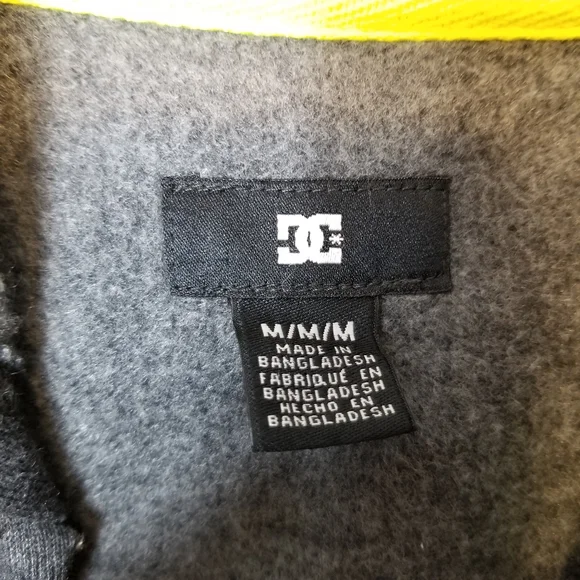 DC
M/M/M
MADE IN
BANGLADESH
FABRIQUÉ EN
BANGLADESH
HECHO EN
BANGLADESH